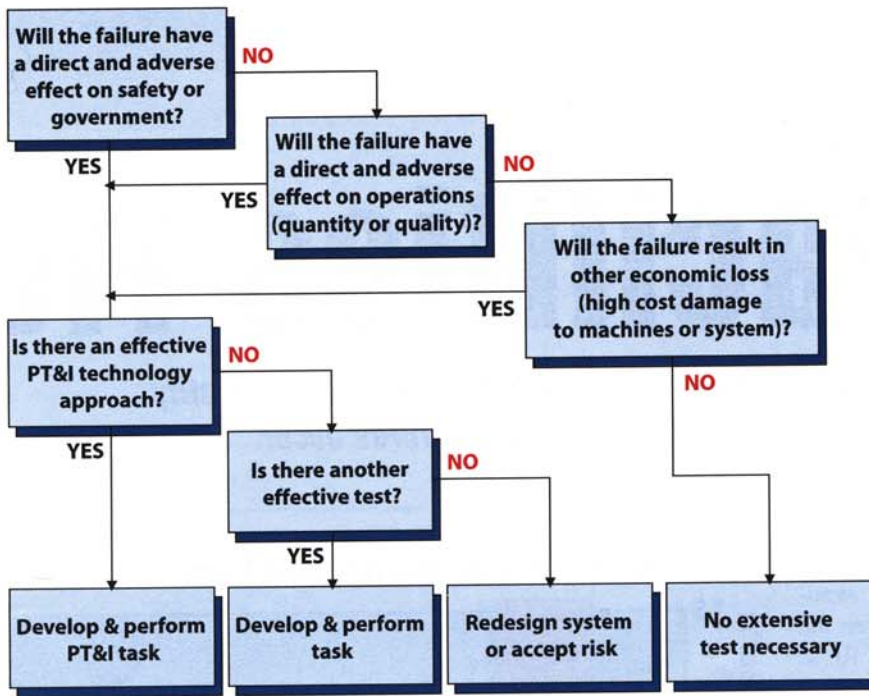 Will the failure have
a direct and adverse
effect on safety or
government?
NO
YES
Will the failure have
a direct and adverse
effect on operations
(quantity or quality)?
NO
YES
Will the failure result in
other economic loss
(high cost damage
to machines or system)?
YES
NO
Is there an effective
PT&I technology
approach?
NO
YES
Is there another
effective test?
NO
YES
Develop & perform
PT&I task
Develop & perform
task
Redesign system
or accept risk
No extensive
test necessary